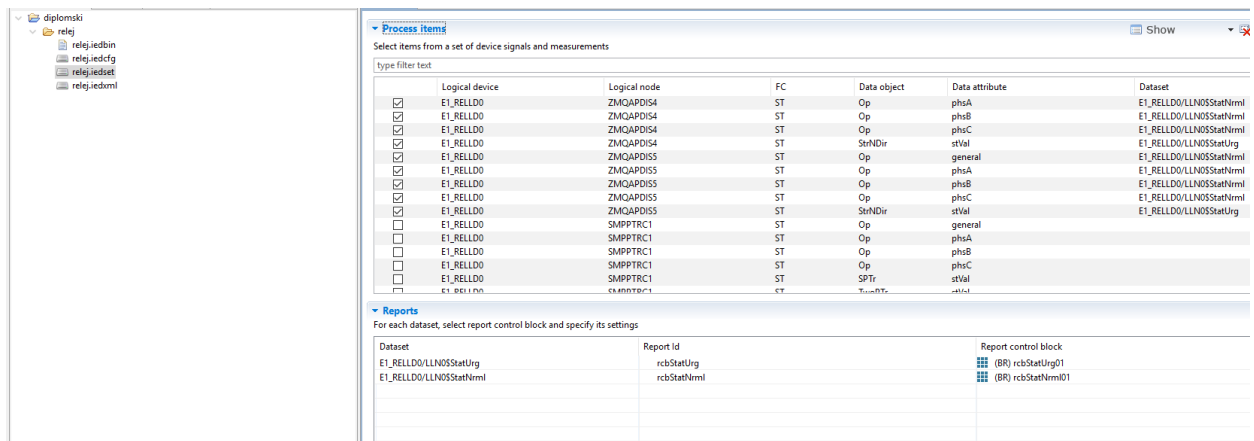 diplomski
relej
relej.iedbin
relej.iedcfg
relej.iedset
relej.iedxml
Process items
Show
Select items from a set of device signals and measurements
type filter text
Logical device Logical node FC Data object Data attribute Dataset
E1_RELLD0 ZMQAPDIS4 ST Op phsA E1_RELLD0/LLN0$StatNrml
E1_RELLD0 ZMQAPDIS4 ST Op phsB E1_RELLD0/LLN0$StatNrml
E1_RELLD0 ZMQAPDIS4 ST Op phsC E1_RELLD0/LLN0$StatNrml
E1_RELLD0 ZMQAPDIS4 ST StrNDir stVal E1_RELLD0/LLN0$StatUrg
E1_RELLD0 ZMQAPDIS5 ST Op general E1_RELLD0/LLN0$StatNrml
E1_RELLD0 ZMQAPDIS5 ST Op phsA E1_RELLD0/LLN0$StatNrml
E1_RELLD0 ZMQAPDIS5 ST Op phsB E1_RELLD0/LLN0$StatNrml
E1_RELLD0 ZMQAPDIS5 ST Op phsC E1_RELLD0/LLN0$StatNrml
E1_RELLD0 ZMQAPDIS5 ST StrNDir stVal E1_RELLD0/LLN0$StatUrg
E1_RELLD0 SMPPTRC1 ST Op general
E1_RELLD0 SMPPTRC1 ST Op phsA
E1_RELLD0 SMPPTRC1 ST Op phsB
E1_RELLD0 SMPPTRC1 ST Op phsC
E1_RELLD0 SMPPTRC1 ST SPTr stVal
E1_RELLD0 SMPPTRC1 ST stVal
Reports
For each dataset, select report control block and specify its settings
Dataset Report Id Report control block
E1_RELLD0/LLN0$StatUrg rcbStatUrg (BR) rcbStatUrg01
E1_RELLD0/LLN0$StatNrml rcbStatNrml (BR) rcbStatNrml01